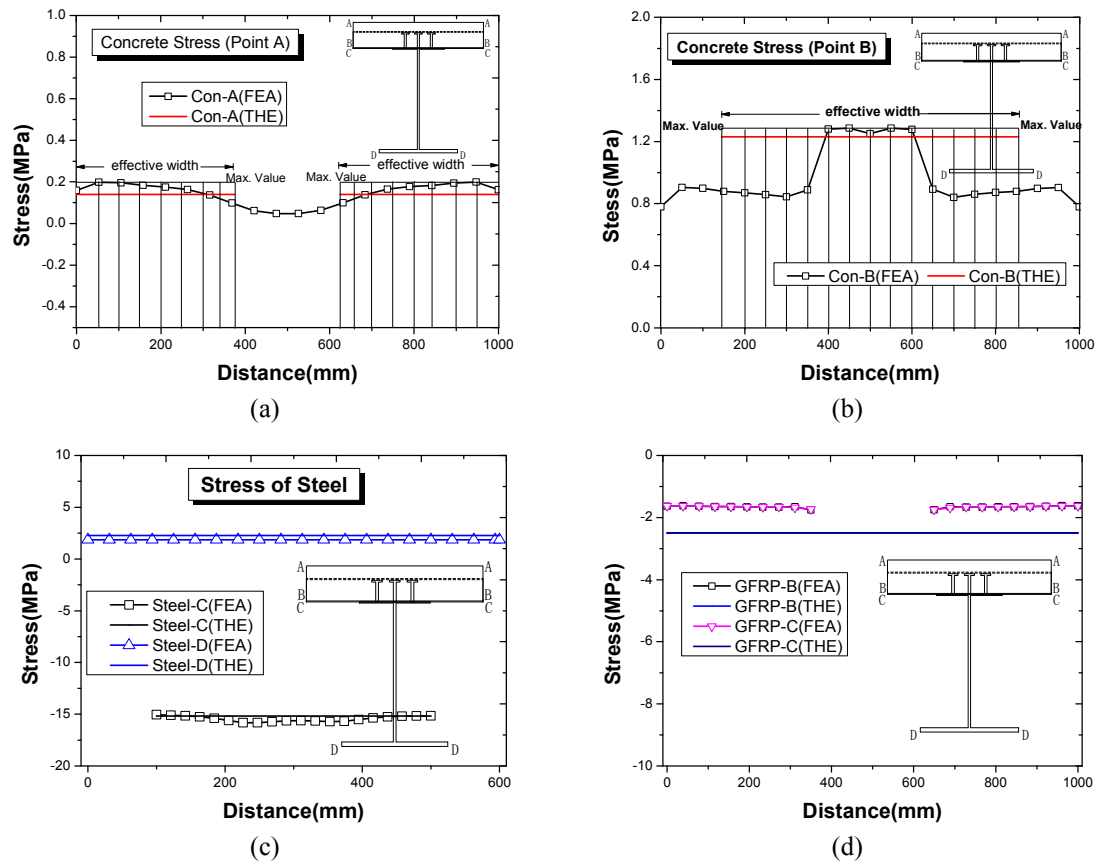 Concrete Stress (Point A)
Con-A(FEA)
Con-A(THE)
effective width
effective width
Max. Value
Max. Value
A A
B B
C C
D D
1.0
0.8
0.6
0.4
0.2
0.0
-0.2
-0.4
0 200 400 600 800 1000
Stress(MPa)
Distance(mm)
(a)
Concrete Stress (Point B)
effective width
Max. Value
Max. Value
Con-B(FEA) Con-B(THE)
A A
B B
C C
D D
2.0
1.6
1.2
0.8
0.4
0.0
0 200 400 600 800 1000
Stess(MPa)
Distance(mm)
(b)
Stress of Steel
Steel-C(FEA)
Steel-C(THE)
Steel-D(FEA)
Steel-D(THE)
A A
B B
C C
D D
10
5
0
-5
-10
-15
-20
0 200 400 600
Stress(MPa)
Distance(mm)
(c)
GFRP-B(FEA)
GFRP-B(THE)
GFRP-C(FEA)
GFRP-C(THE)
A A
B B
C C
D D
0
-2
-4
-6
-8
-10
0 200 400 600 800 1000
Stress(MPa)
Distance(mm)
(d)